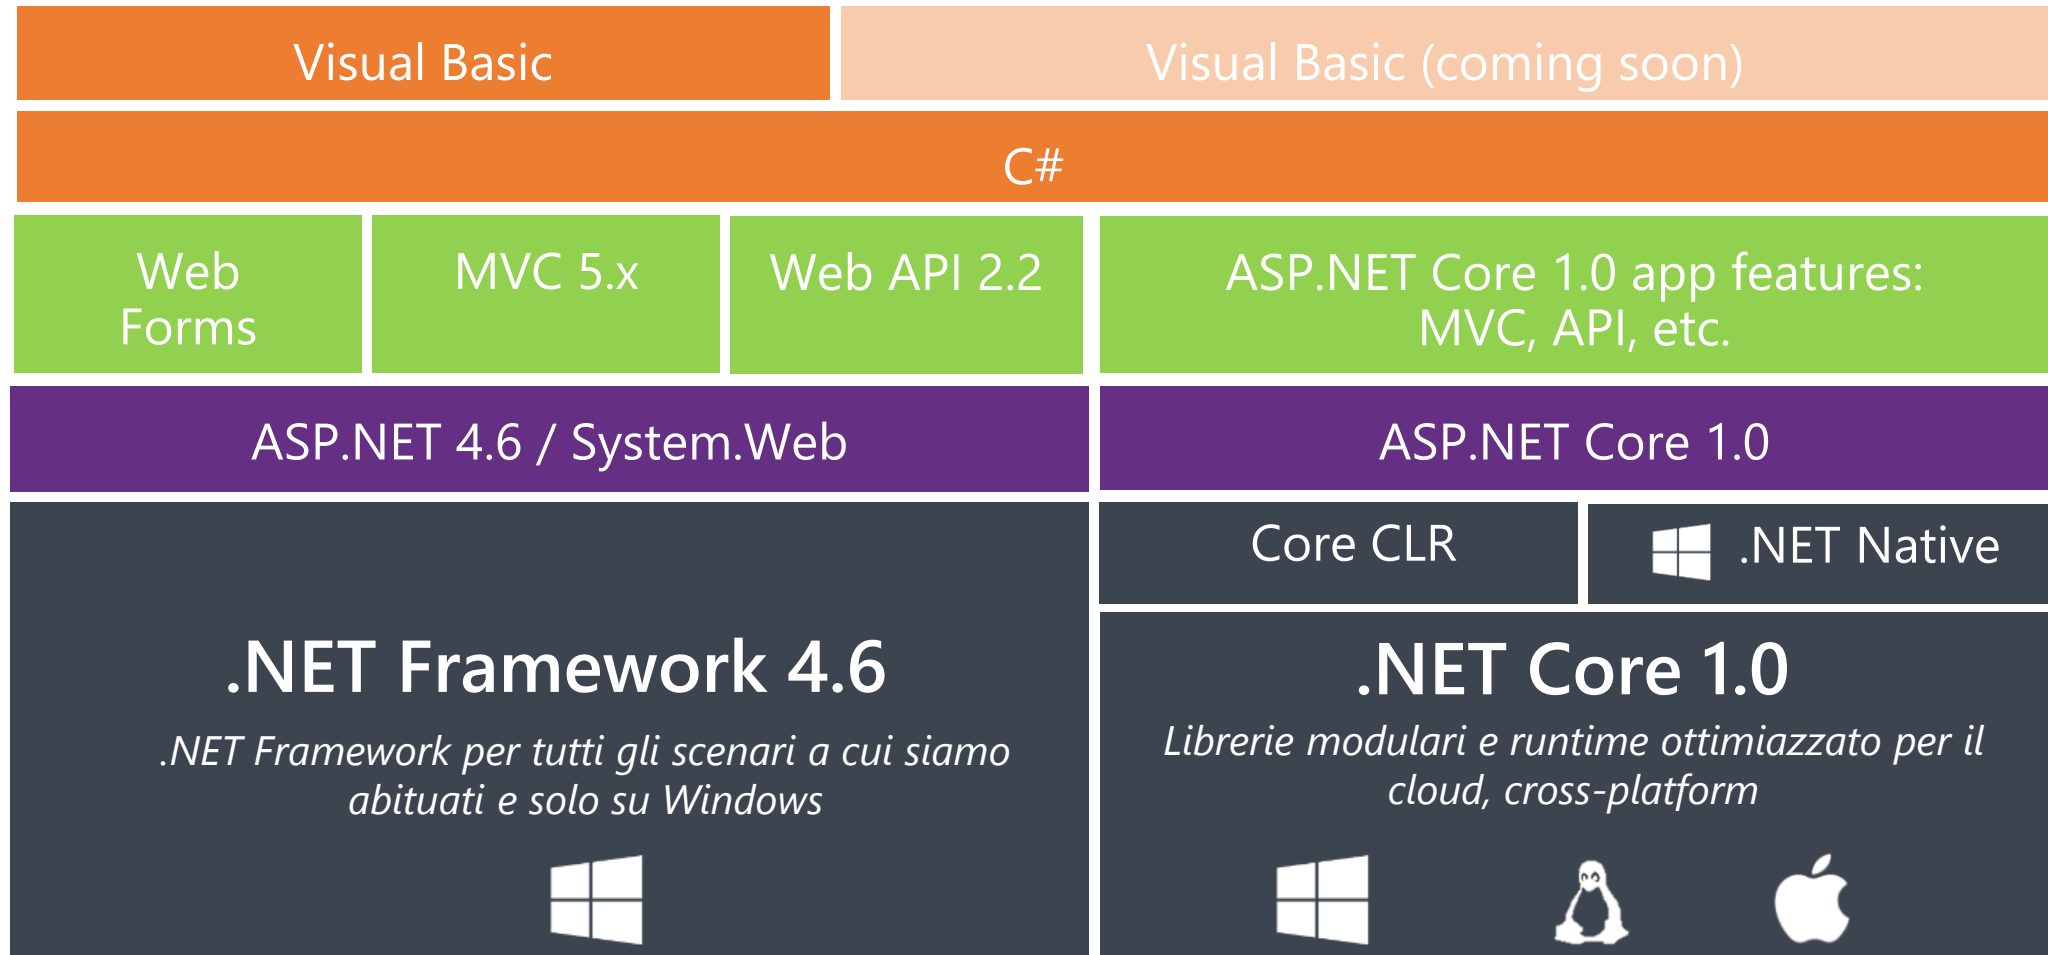 Visual Basic
Visual Basic (coming soon)
C#
Web
Forms
MVC 5.x
Web API 2.2
ASP.NET Core 1.0 app features:
MVC, API, etc.
ASP.NET 4.6 / System.Web
ASP.NET Core 1.0
Core CLR
.NET Native
.NET Framework 4.6
.NET Framework per tutti gli scenari a cui siamo
abituati e solo su Windows
.NET Core 1.0
Librerie modulari e runtime ottimiazzato per il
cloud, cross-platform